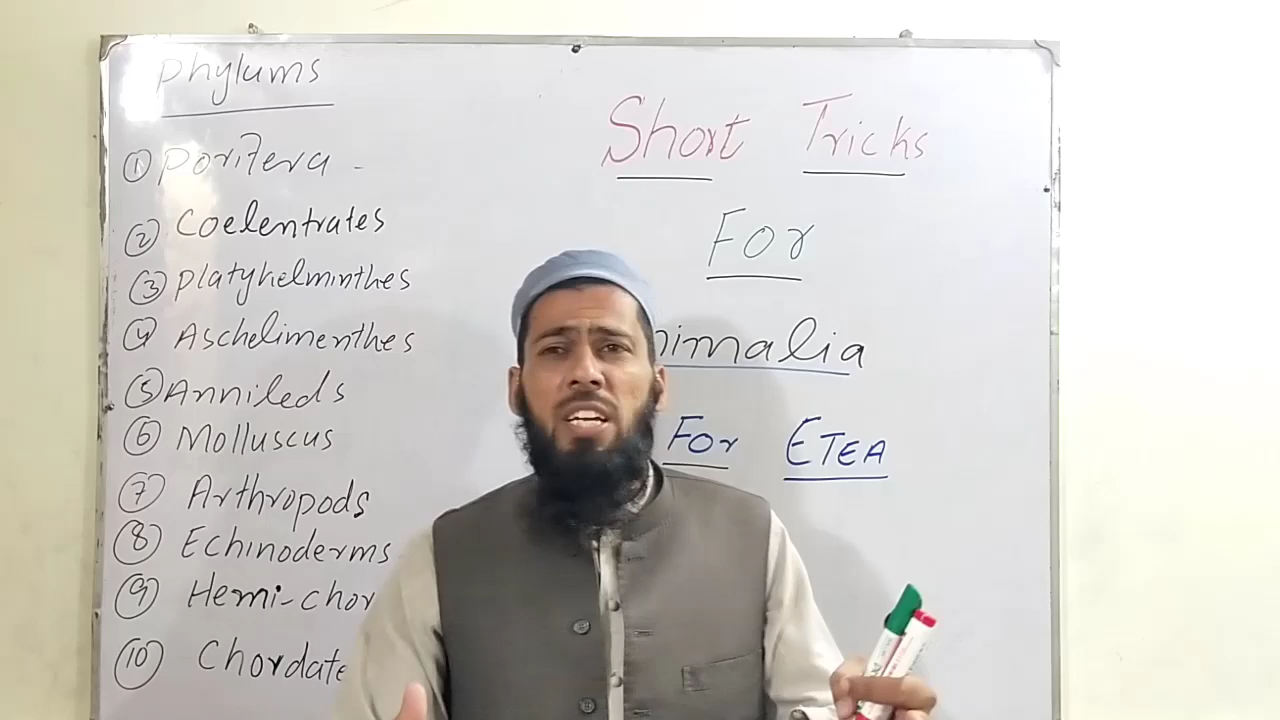 Phylums
① Porifera -
② Coelentrates
③ Platyhelminthes
④ Aschelimenthes
⑤ Annileds
⑥ Molluscus
⑦ Arthropods
⑧ Echinoderms
⑨ Hemi-chor
⑩ Chordate
Short Tricks
For
nimalia
For ETEA